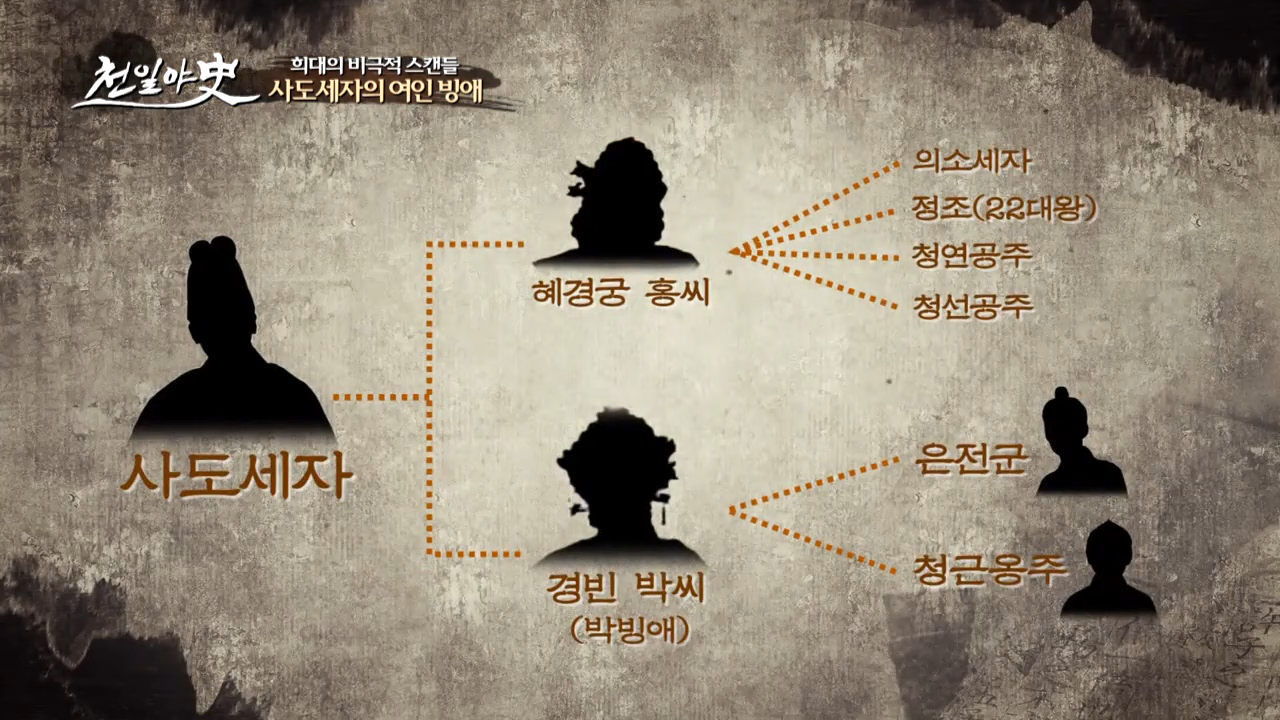 천일야史
희대의 비극적 스캔들
사도세자의 여인 빙애
사도세자
혜경궁 홍씨
의소세자
정조(22대왕)
청연공주
청선공주
경빈 박씨
(박빙애)
은전군
청근옹주